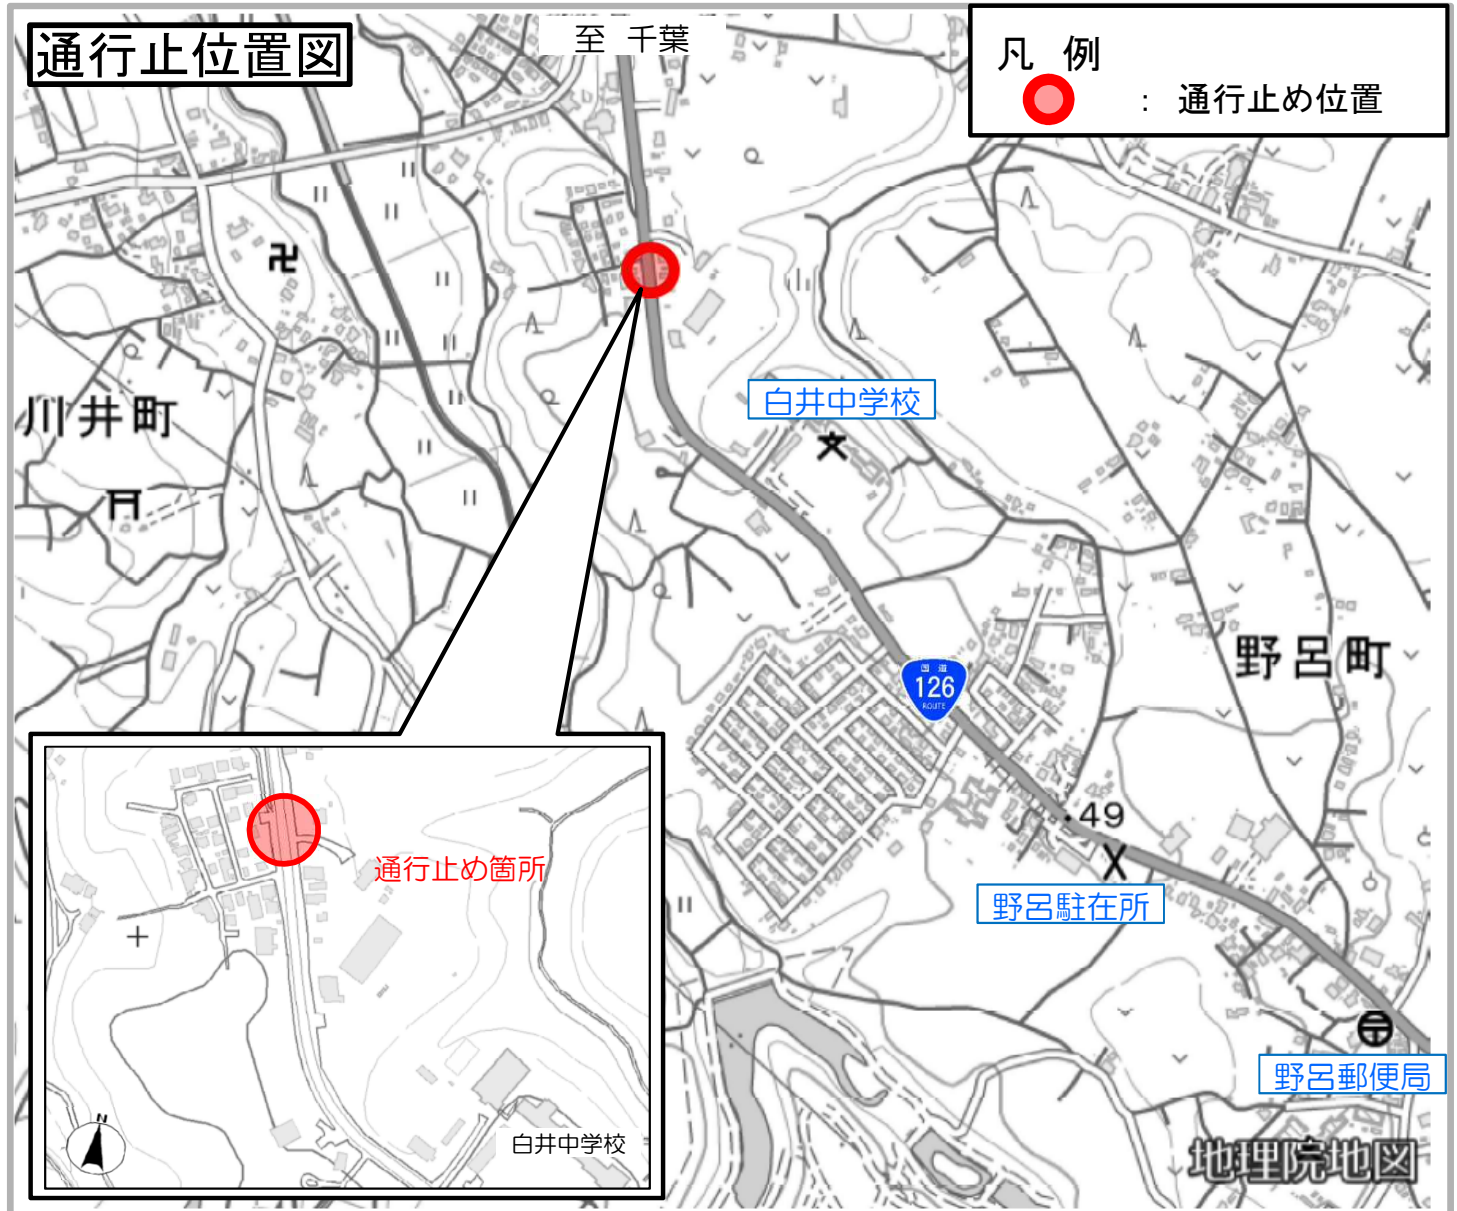 通行止位置図
至 千葉
凡 例
： 通行止め位置
白井中学校
川井町
野呂町
国道
126
ROUTE
49
野呂駐在所
通行止め箇所
野呂郵便局
N
白井中学校
地理院地図